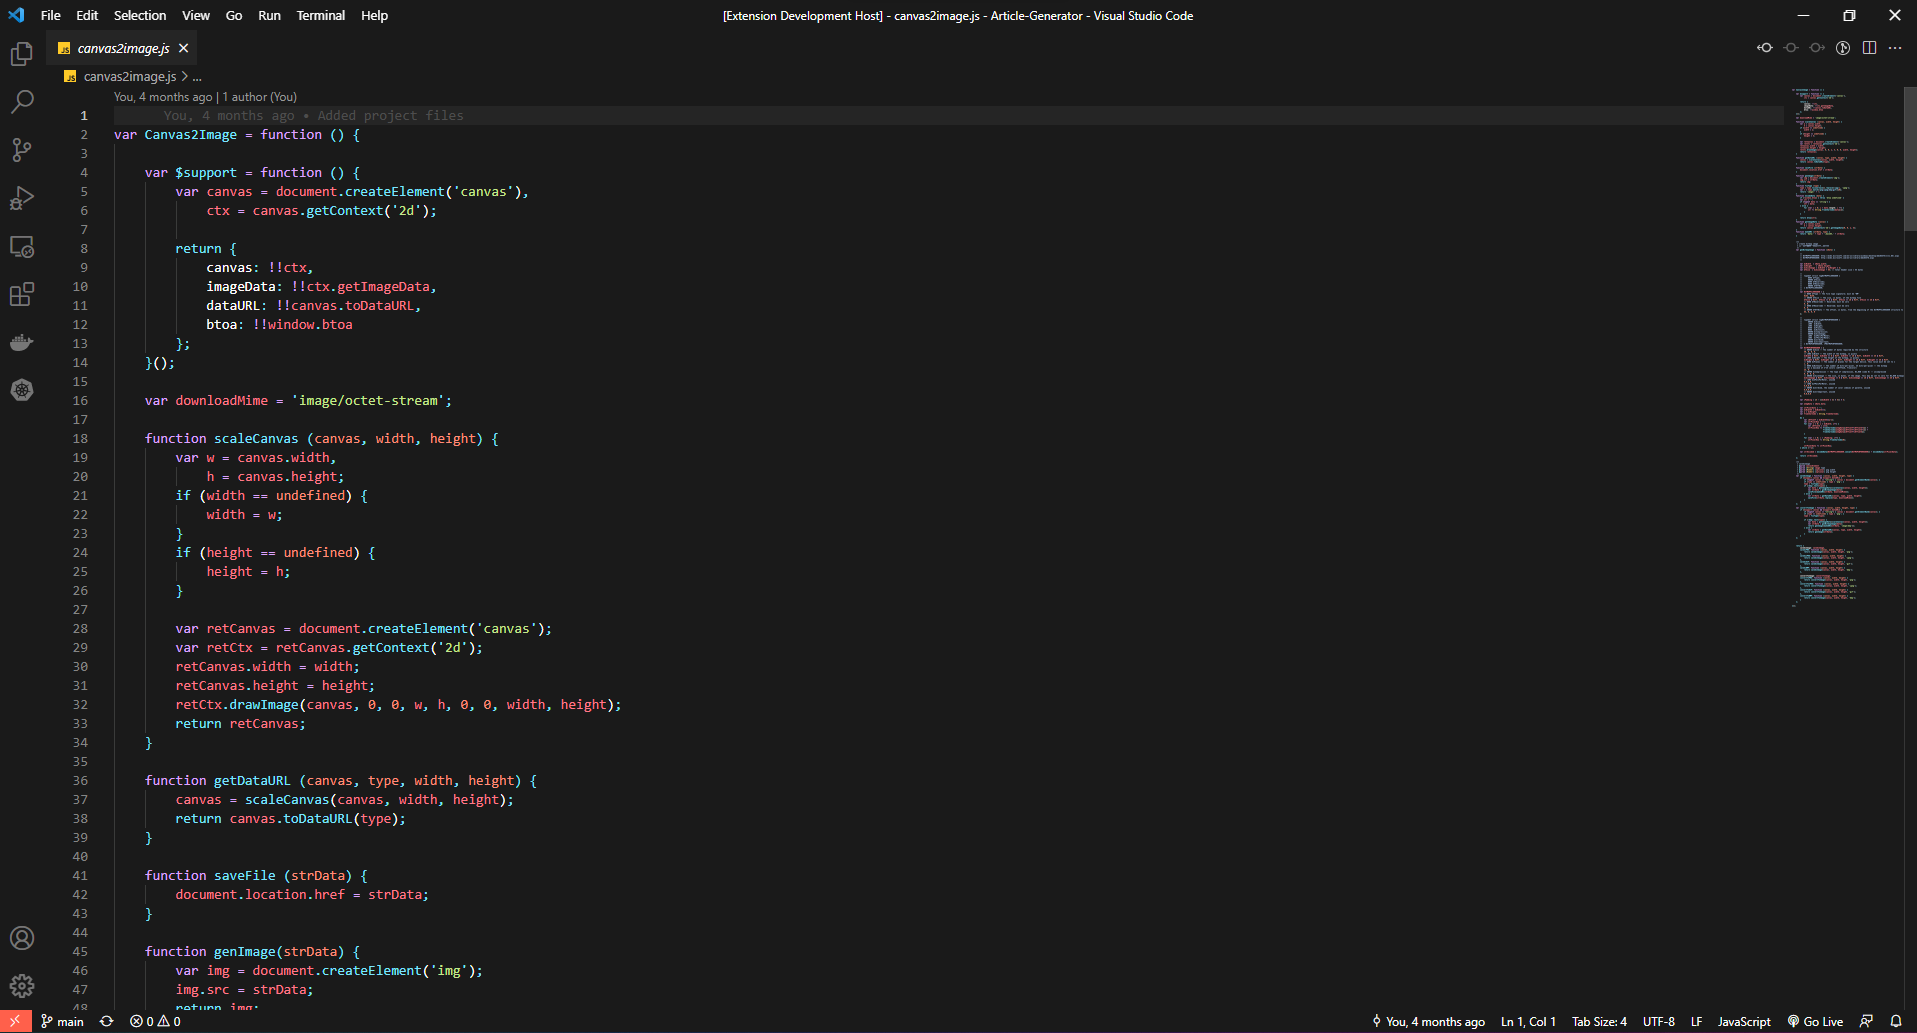 File Edit Selection View Go Run Terminal Help
[Extension Development Host] - canvas2image.js - Article-Generator - Visual Studio Code
JS canvas2image.js
JS canvas2image.js > ...
You, 4 months ago | 1 author (You)
1 You, 4 months ago • Added project files
2 var Canvas2Image = function () {
3
4 var $support = function () {
5 var canvas = document.createElement('canvas'),
6 ctx = canvas.getContext('2d');
7
8 return {
9 canvas: !!ctx,
10 imageData: !!ctx.getImageData,
11 dataURL: !!canvas.toDataURL,
12 btoa: !!window.btoa
13 };
14 }();
15
16 var downloadMime = 'image/octet-stream';
17
18 function scaleCanvas (canvas, width, height) {
19 var w = canvas.width,
20 h = canvas.height;
21 if (width == undefined) {
22 width = w;
23 }
24 if (height == undefined) {
25 height = h;
26 }
27
28 var retCanvas = document.createElement('canvas');
29 var retCtx = retCanvas.getContext('2d');
30 retCanvas.width = width;
31 retCanvas.height = height;
32 retCtx.drawImage(canvas, 0, 0, w, h, 0, 0, width, height);
33 return retCanvas;
34 }
35
36 function getDataURL (canvas, type, width, height) {
37 canvas = scaleCanvas(canvas, width, height);
38 return canvas.toDataURL(type);
39 }
40
41 function saveFile (strData) {
42 document.location.href = strData;
43 }
44
45 function genImage(strData) {
46 var img = document.createElement('img');
47 img.src = strData;
48 return img;
main 0 0
You, 4 months ago Ln 1, Col 1 Tab Size: 4 UTF-8 LF JavaScript Go Live